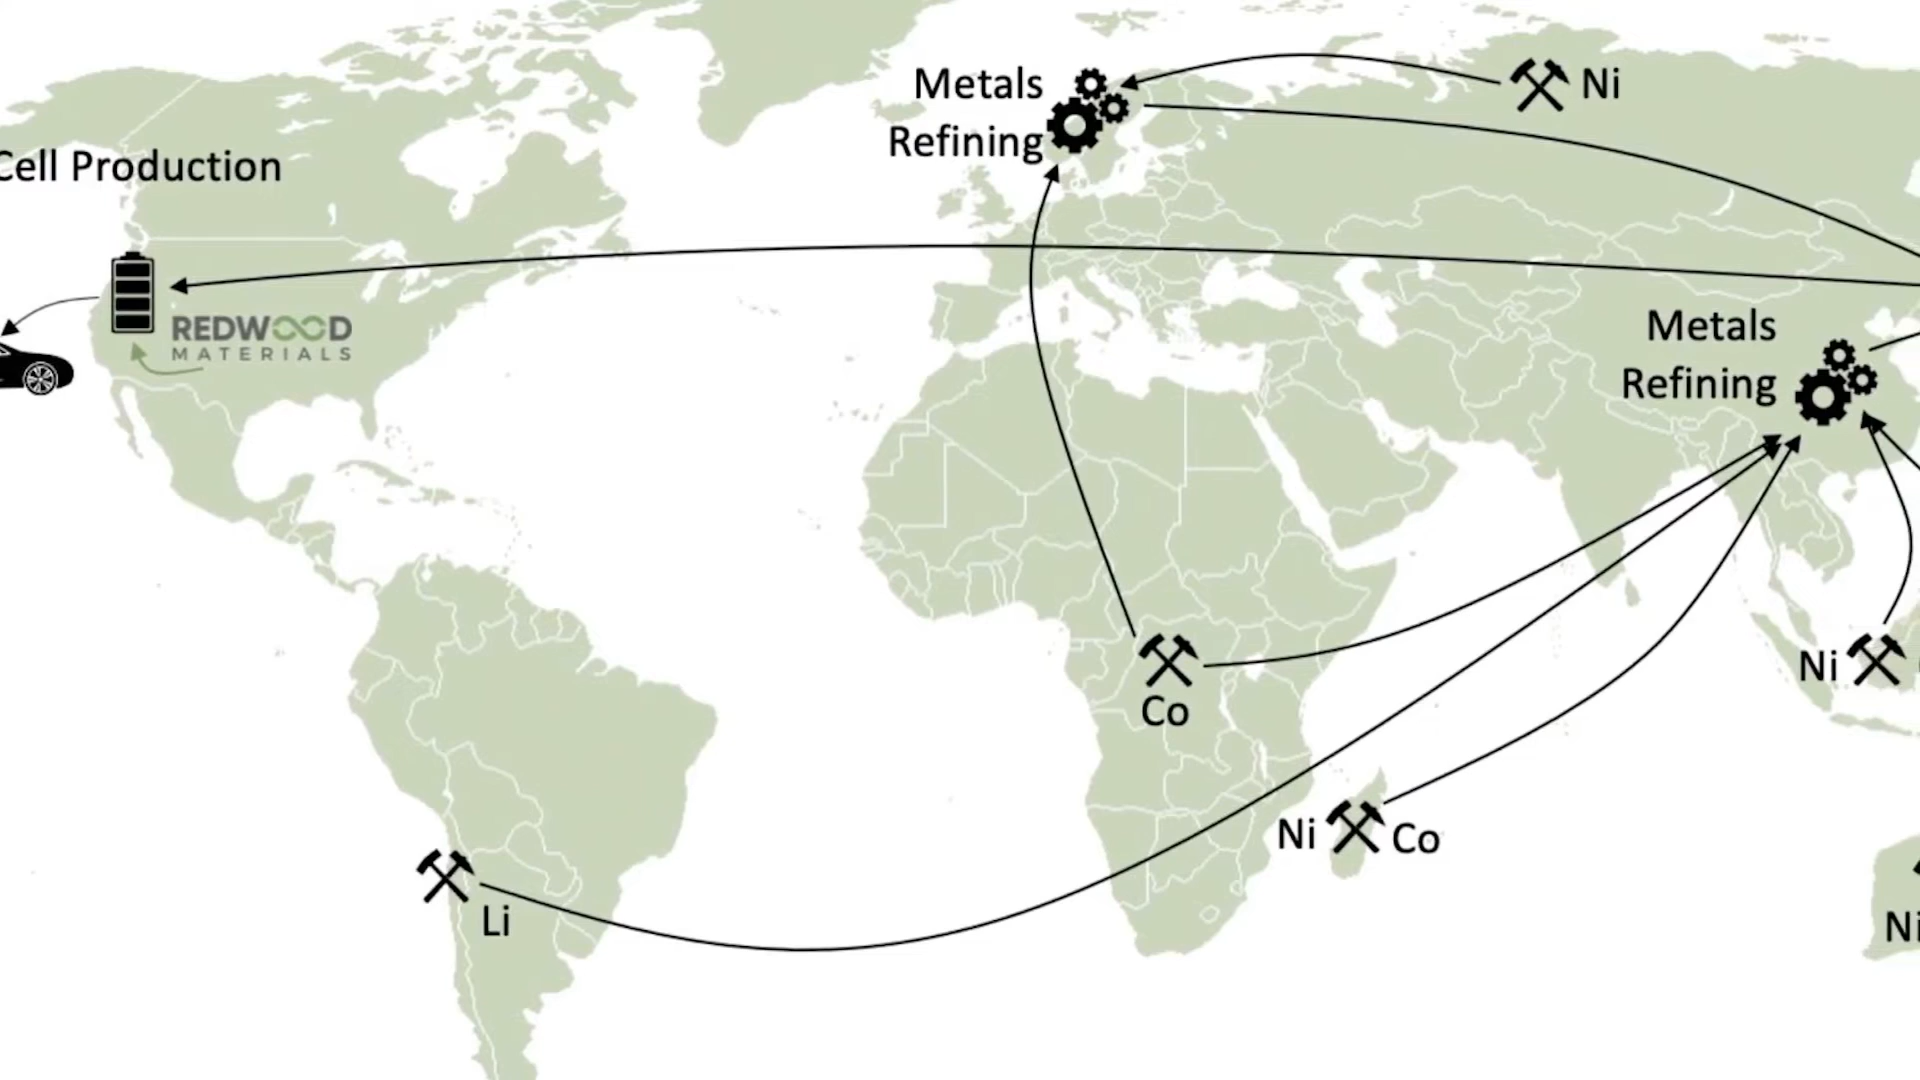 Metals
Refining
Ni
Cell Production
REDWOOD
MATERIALS
Metals
Refining
Co
Ni
Ni
Co
Li
Ni